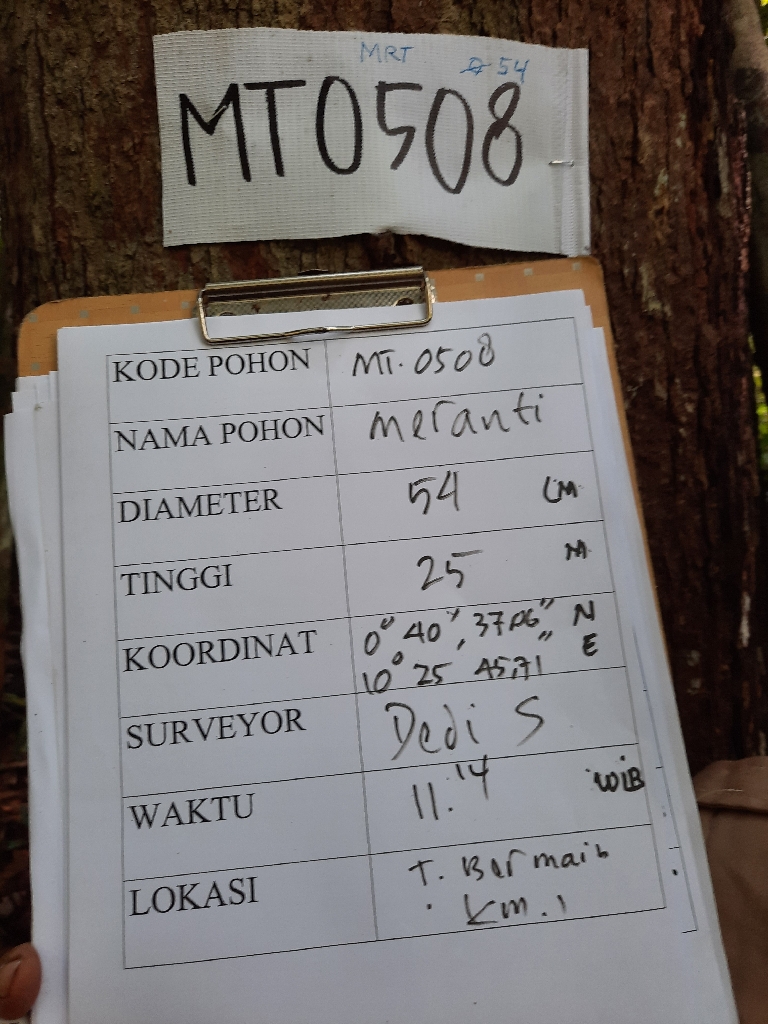 MRT 54
MT0508
KODE POHON MT. 0508
NAMA POHON Meranti
DIAMETER 54 CM
TINGGI 25 M
KOORDINAT 0° 40', 37,06" N
10° 25 45,71" E
SURVEYOR Dedi S
WAKTU 11.14 WIB
LOKASI T. Bermain
Km. 1